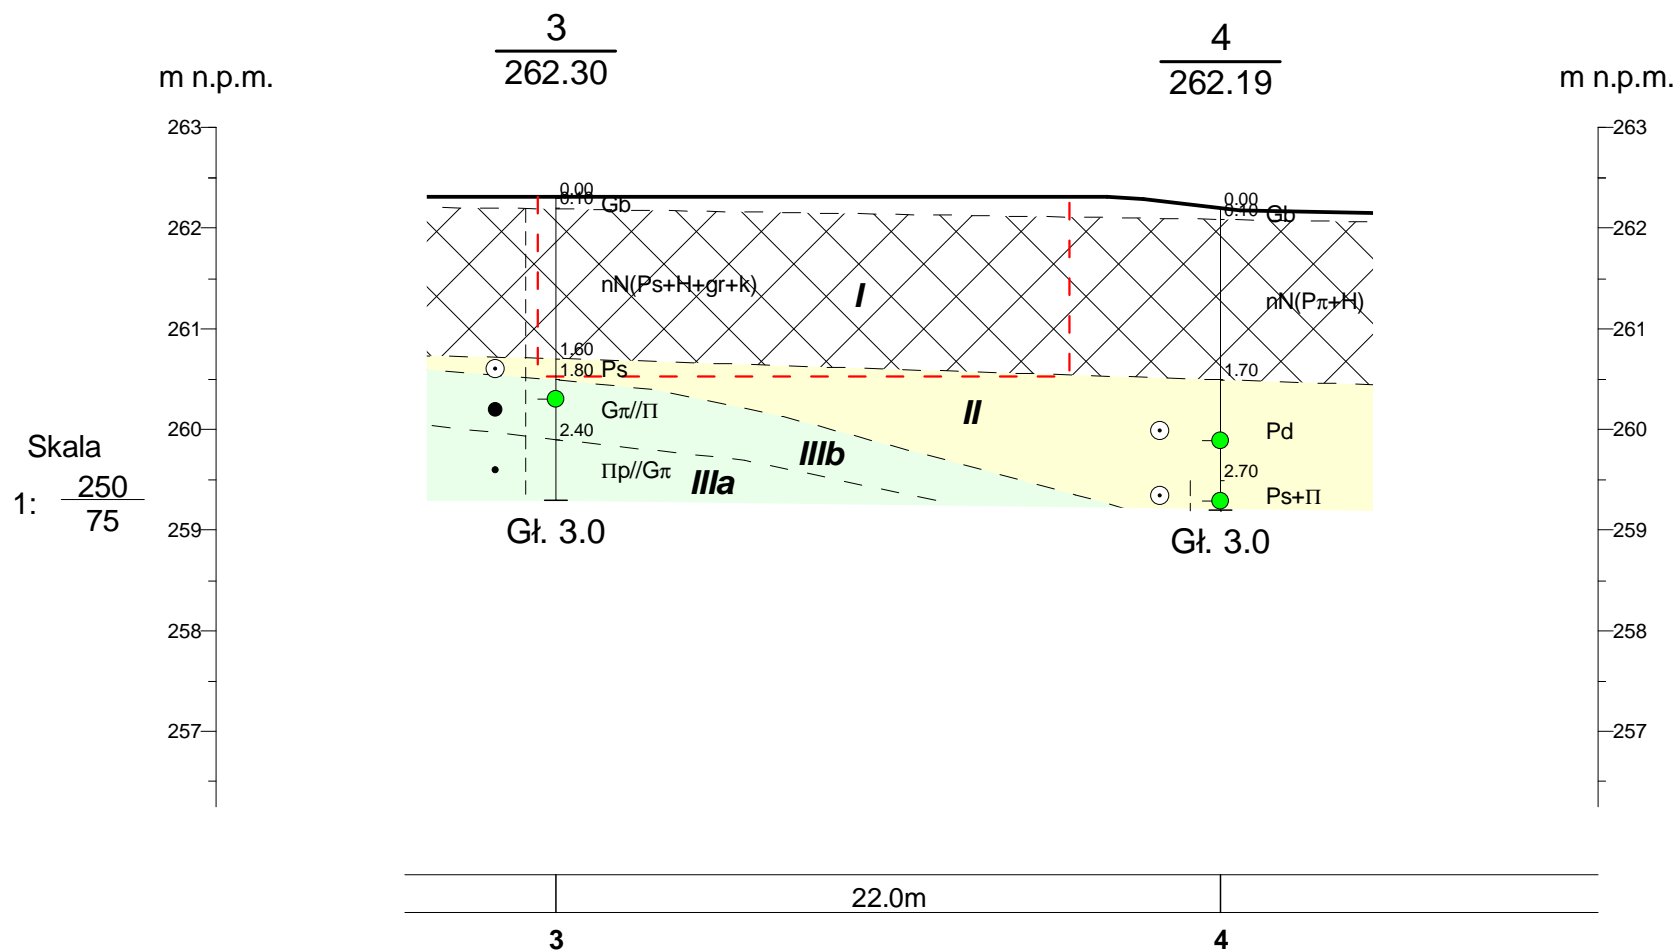 3
262.30
4
262.19
m n.p.m.
m n.p.m.
263
262
261
260
259
258
257
263
262
261
260
259
258
257
Skala
1: 250
75
0.00
0.10
Gb
nN(Ps+H+gr+k)
1.60
Ps
1.80
Gπ//Π
2.40
Πp//Gπ
Gł. 3.0
I
II
IIIb
IIIa
0.00
0.10
Gb
nN(Pπ+H)
1.70
Pd
2.70
Ps+Π
Gł. 3.0
22.0m
3
4